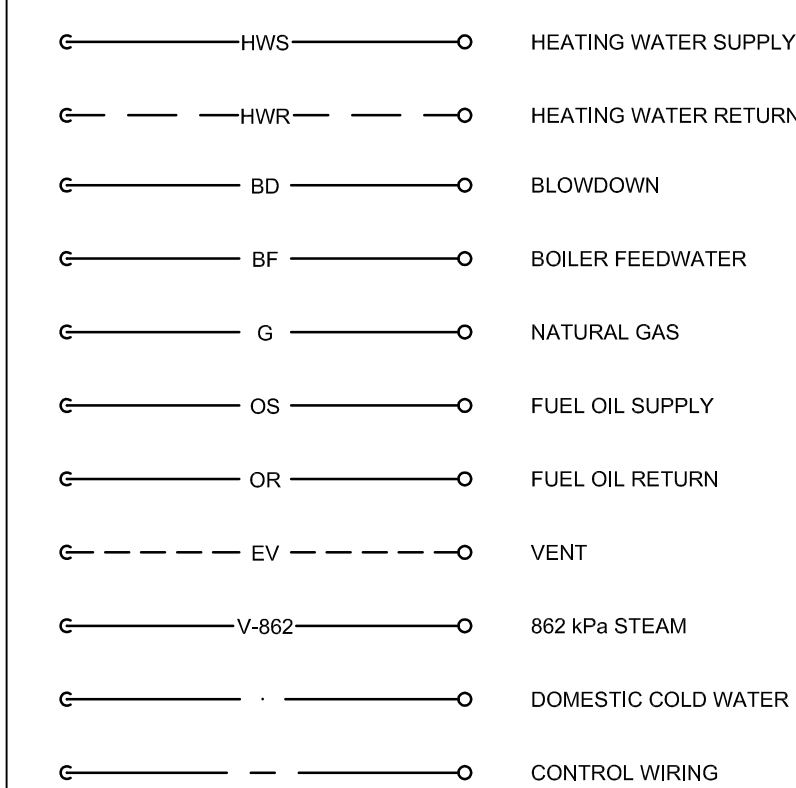 HWS HEATING WATER SUPPLY
HWR HEATING WATER RETURN
BD BLOWDOWN
BF BOILER FEEDWATER
G NATURAL GAS
OS FUEL OIL SUPPLY
OR FUEL OIL RETURN
EV VENT
V-862 862 kPa STEAM
DOMESTIC COLD WATER
CONTROL WIRING